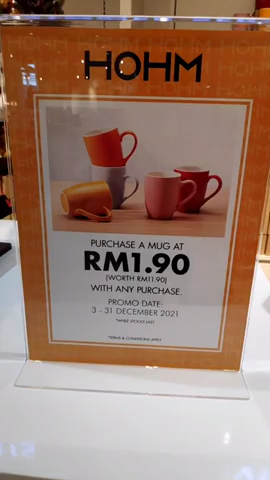 HOHM
PURCHASE A MUG AT
RM1.90
(WORTH RM11.90)
WITH ANY PURCHASE.
PROMO DATE:
3 - 31 DECEMBER 2021
*WHILE STOCKS LAST
*TERMS & CONDITIONS APPLY